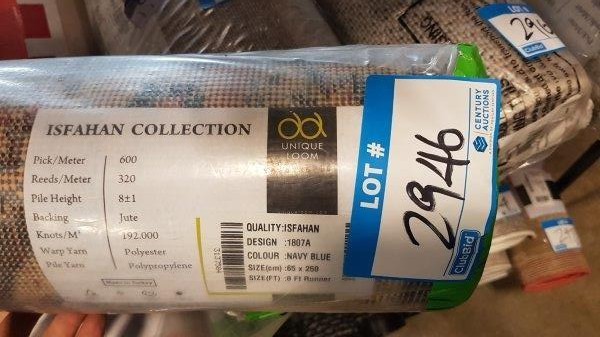 ISFAHAN COLLECTION
Pick/Meter 600
Reeds/Meter 320
Pile Height 8±1
Backing Jute
Knots/M² 192.000
Warp Yarn Polyester
Pile Yarn Polypropylene
UNIQUE
LOOM
QUALITY:ISFAHAN
DESIGN :1807A
COLOUR :NAVY BLUE
SIZE(cm) :65 x 250
SIZE(FT) :8 Ft Runner
LOT #
2946
CENTURY
AUCTIONS
ClubBid
LOT #
ClubBid